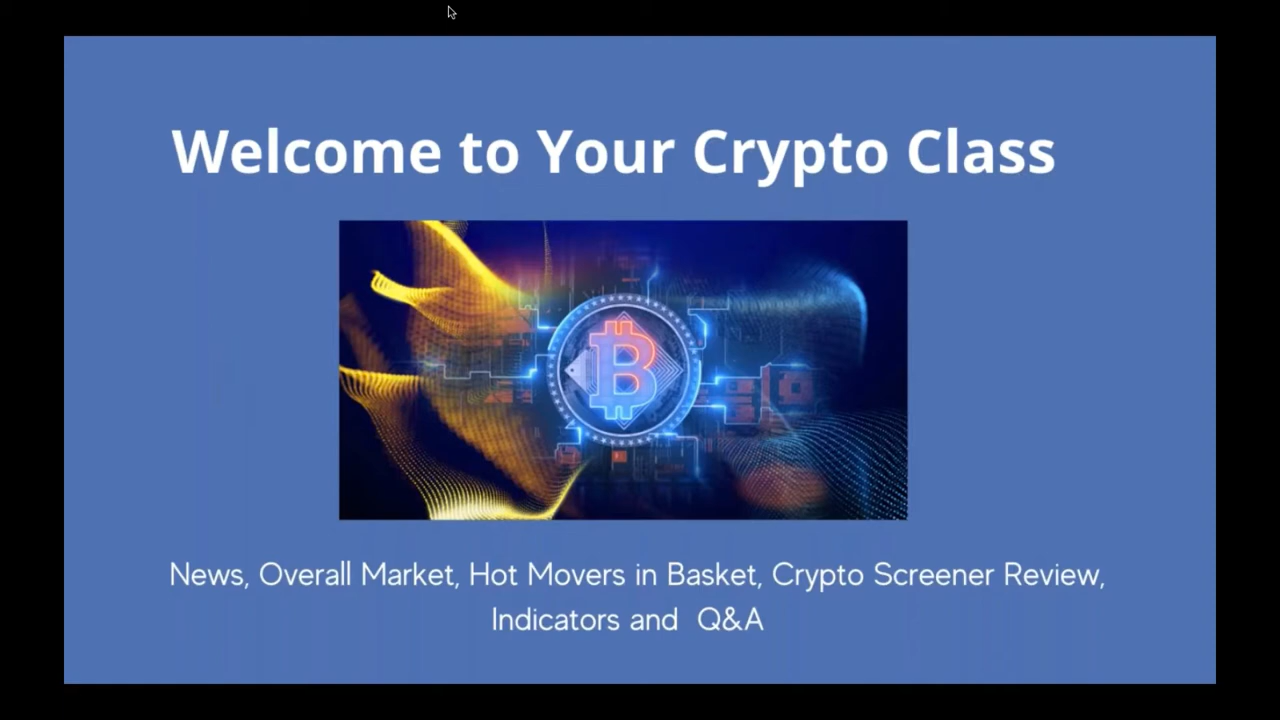 Welcome to Your Crypto Class
B
News, Overall Market, Hot Movers in Basket, Crypto Screener Review,
Indicators and  Q&A